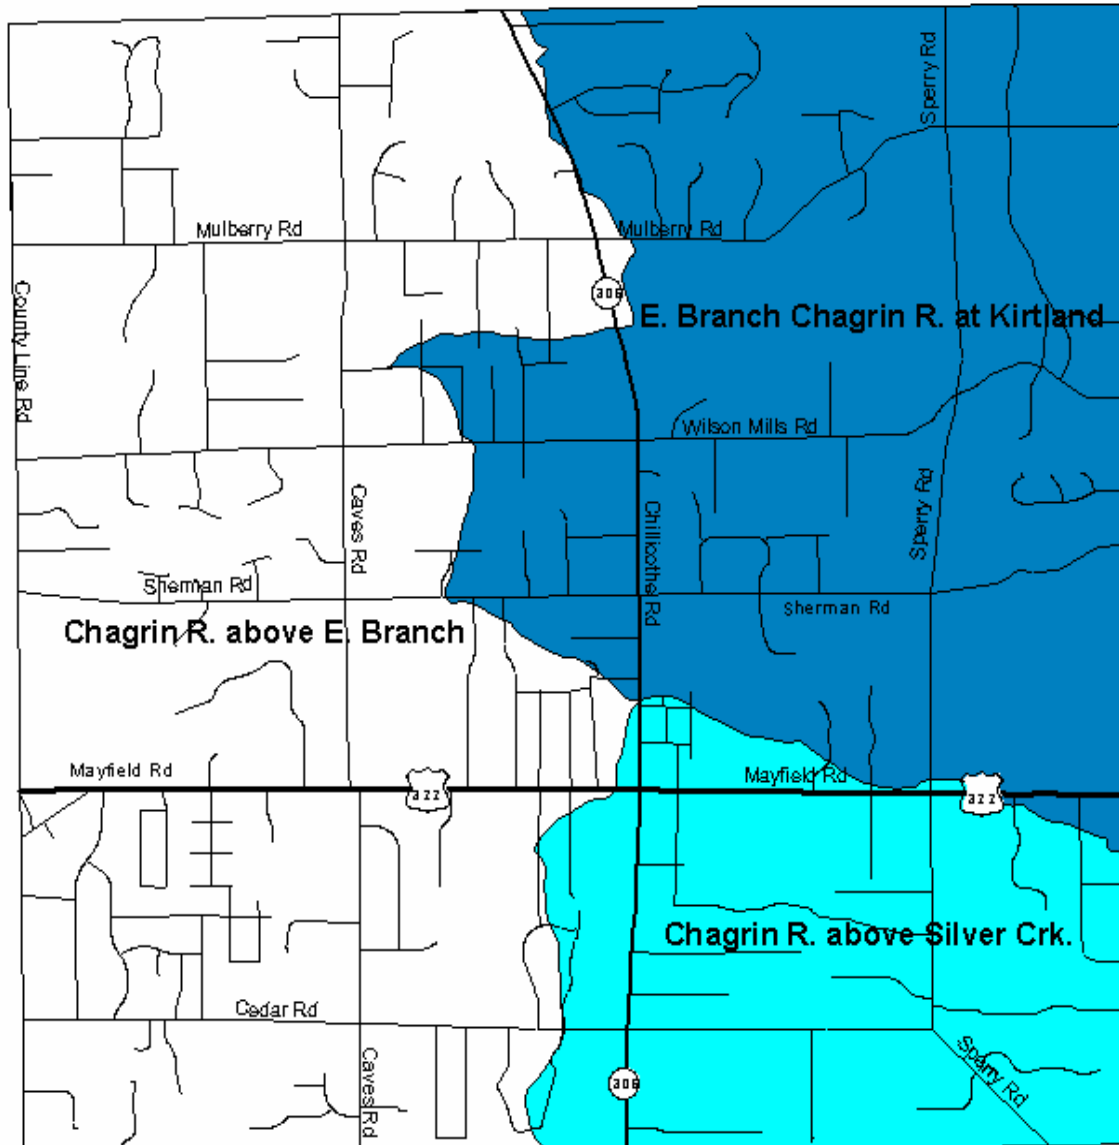 Sperry Rd
Mulberry Rd
Mulberry Rd
County Line Rd
306
E. Branch Chagrin R. at Kirtland
Wilson Mills Rd
Caves Rd
Chillicothe Rd
Sperry Rd
Sherman Rd
Sherman Rd
Chagrin R. above E. Branch
Mayfield Rd
322
Mayfield Rd
322
Chagrin R. above Silver Crk.
Cedar Rd
Caves Rd
306
Sperry Rd